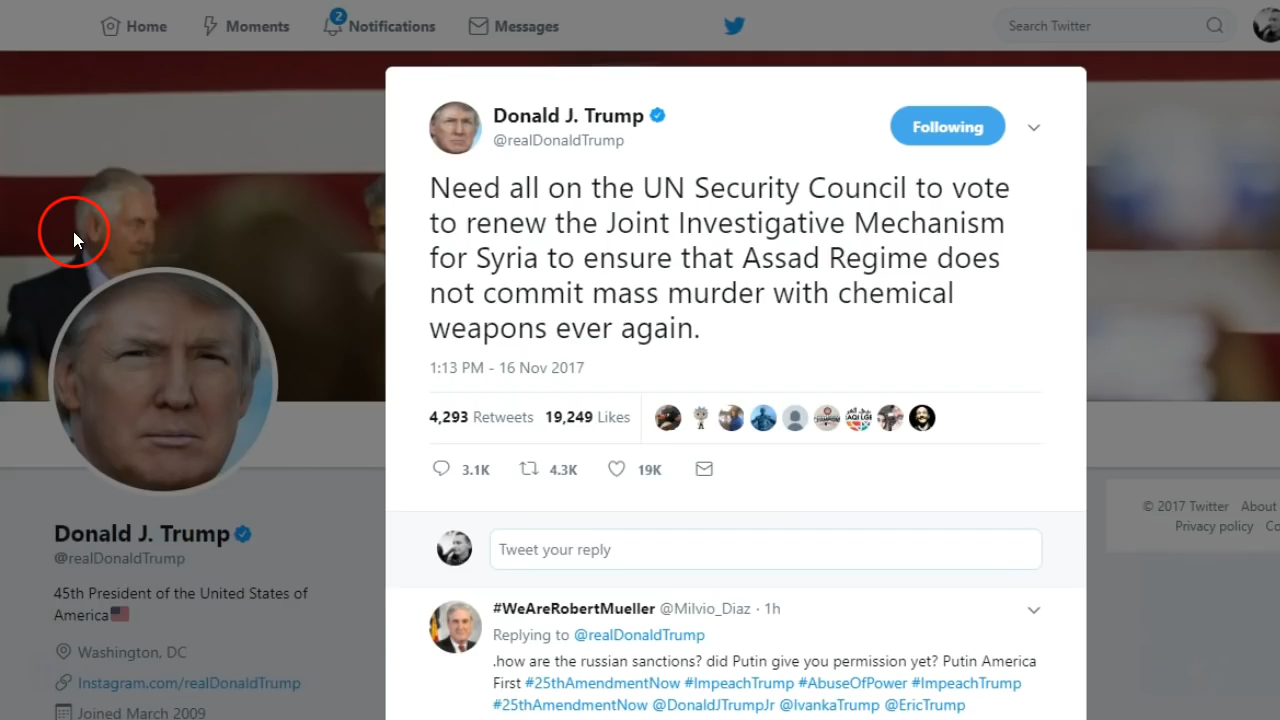 Home
Moments
2
Notifications
Messages
Search Twitter
Donald J. Trump
@realDonaldTrump
Following
Need all on the UN Security Council to vote
to renew the Joint Investigative Mechanism
for Syria to ensure that Assad Regime does
not commit mass murder with chemical
weapons ever again.
1:13 PM - 16 Nov 2017
4,293 Retweets 19,249 Likes
3.1K 4.3K 19K
Tweet your reply
#WeAreRobertMueller @Milvio_Diaz · 1h
Replying to @realDonaldTrump
.how are the russian sanctions? did Putin give you permission yet? Putin America
First #25thAmendmentNow #ImpeachTrump #AbuseOfPower #ImpeachTrump
#25thAmendmentNow @DonaldJTrumpJr @IvankaTrump @EricTrump
Donald J. Trump
@realDonaldTrump
45th President of the United States of
America
Washington, DC
Instagram.com/realDonaldTrump
Joined March 2009
© 2017 Twitter About
Privacy policy Co